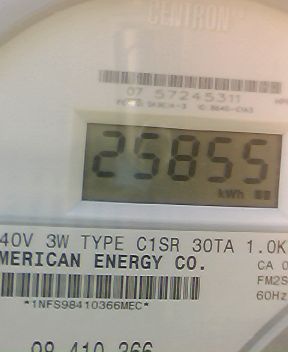 CENTRON
07 57245311
25855
kWh
40V 3W TYPE C1SR 30TA 1.0K
MERICAN ENERGY CO.
CA 0
FM2S
60Hz
*1NFS98410366MEC*
98 410 366